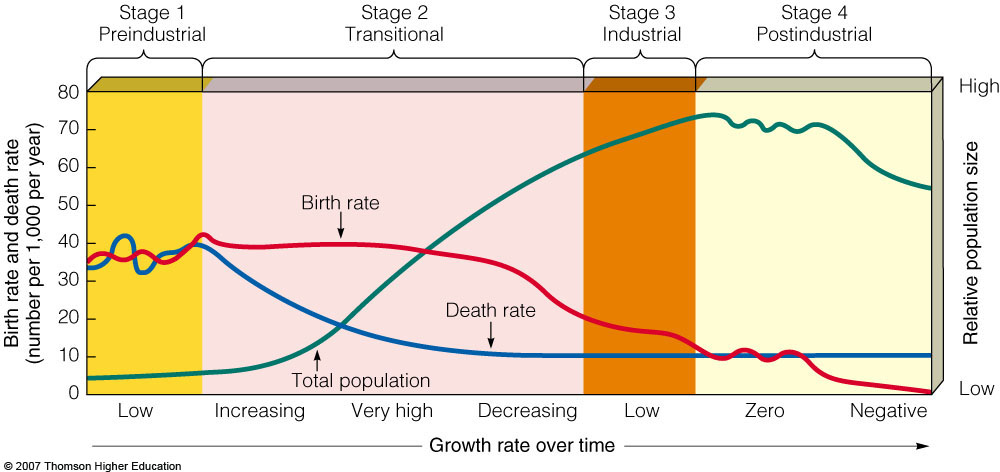 Stage 1
Preindustrial
Stage 2
Transitional
Stage 3
Industrial
Stage 4
Postindustrial
Birth rate and death rate
(number per 1,000 per year)
80
70
60
50
40
30
20
10
0
High
Relative population size
Low
Birth rate
Death rate
Total population
Low
Increasing
Very high
Decreasing
Low
Zero
Negative
Growth rate over time
© 2007 Thomson Higher Education